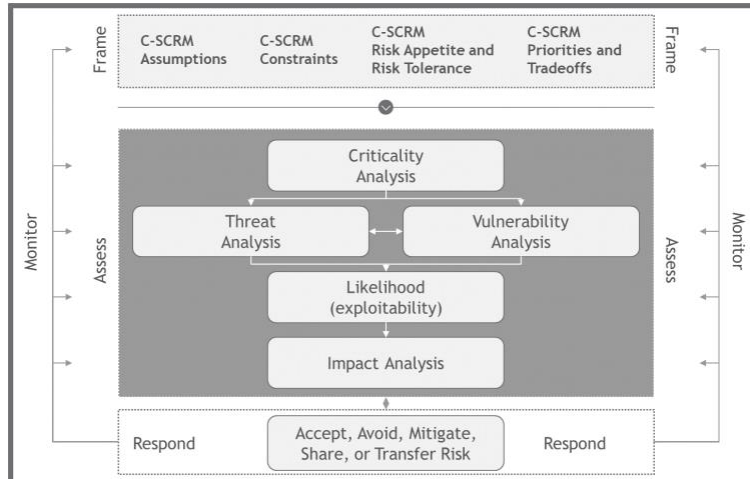 Frame
C-SCRM
Assumptions
C-SCRM
Constraints
C-SCRM
Risk Appetite and
Risk Tolerance
C-SCRM
Priorities and
Tradeoffs
Frame
Monitor
Assess
Criticality
Analysis
Threat
Analysis
Vulnerability
Analysis
Likelihood
(exploitability)
Impact Analysis
Assess
Monitor
Respond
Accept, Avoid, Mitigate,
Share, or Transfer Risk
Respond